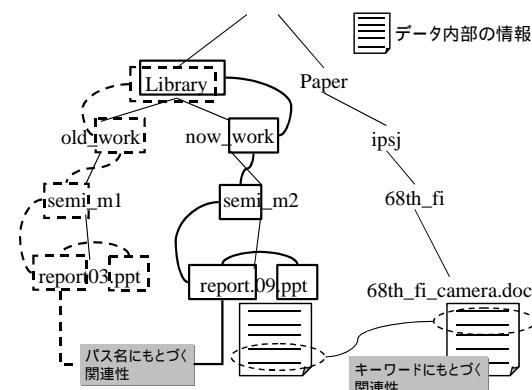 データ内部の情報
Library
Paper
old_work
now_work
ipsj
semi_m1
semi_m2
68th_fi
report.03.ppt
report.09.ppt
68th_fi_camera.doc
パス名にもとづく
関連性
キーワードにもとづく
関連性